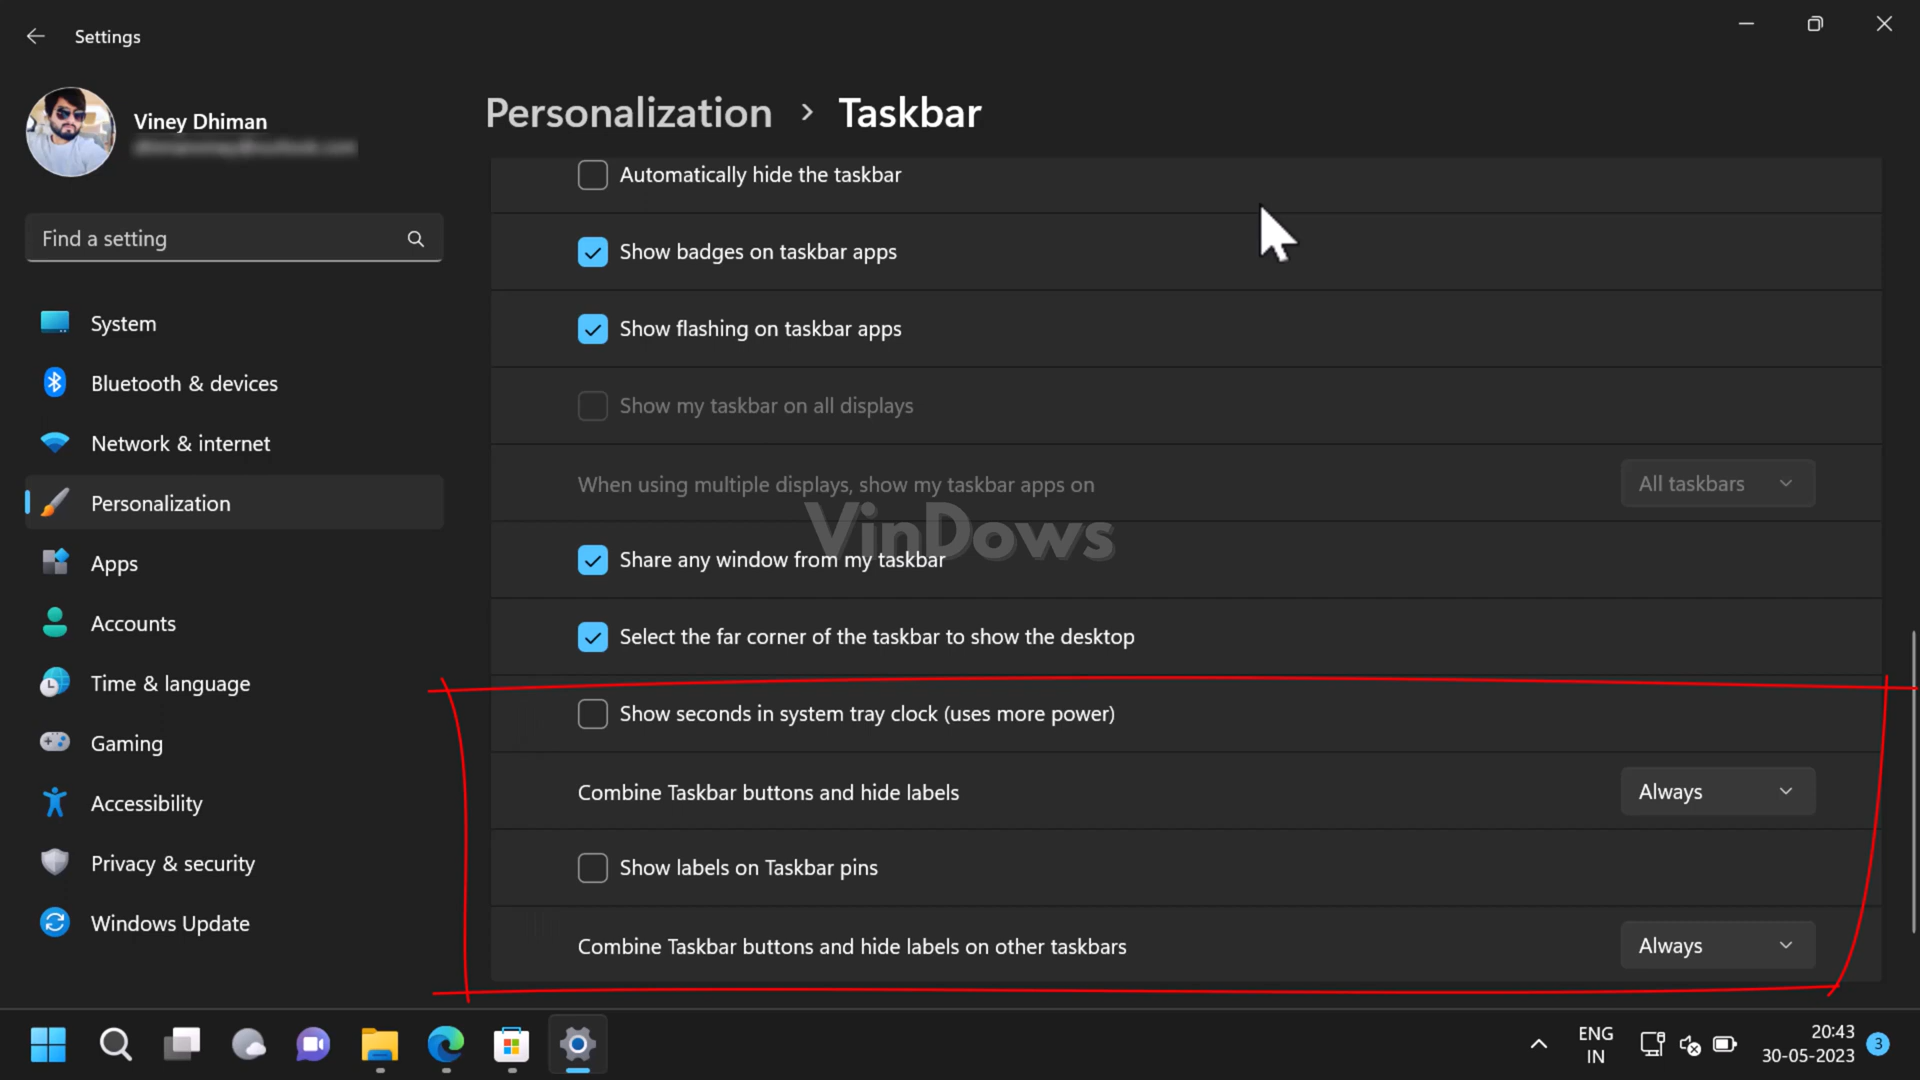 Settings
Viney Dhiman
Find a setting
System
Bluetooth & devices
Network & internet
Personalization
Apps
Accounts
Time & language
Gaming
Accessibility
Privacy & security
Windows Update
Personalization > Taskbar
Automatically hide the taskbar
Show badges on taskbar apps
Show flashing on taskbar apps
Show my taskbar on all displays
When using multiple displays, show my taskbar apps on
All taskbars
VinDows
Share any window from my taskbar
Select the far corner of the taskbar to show the desktop
Show seconds in system tray clock (uses more power)
Combine Taskbar buttons and hide labels
Always
Show labels on Taskbar pins
Combine Taskbar buttons and hide labels on other taskbars
Always
ENG
IN
20:43
30-05-2023
3